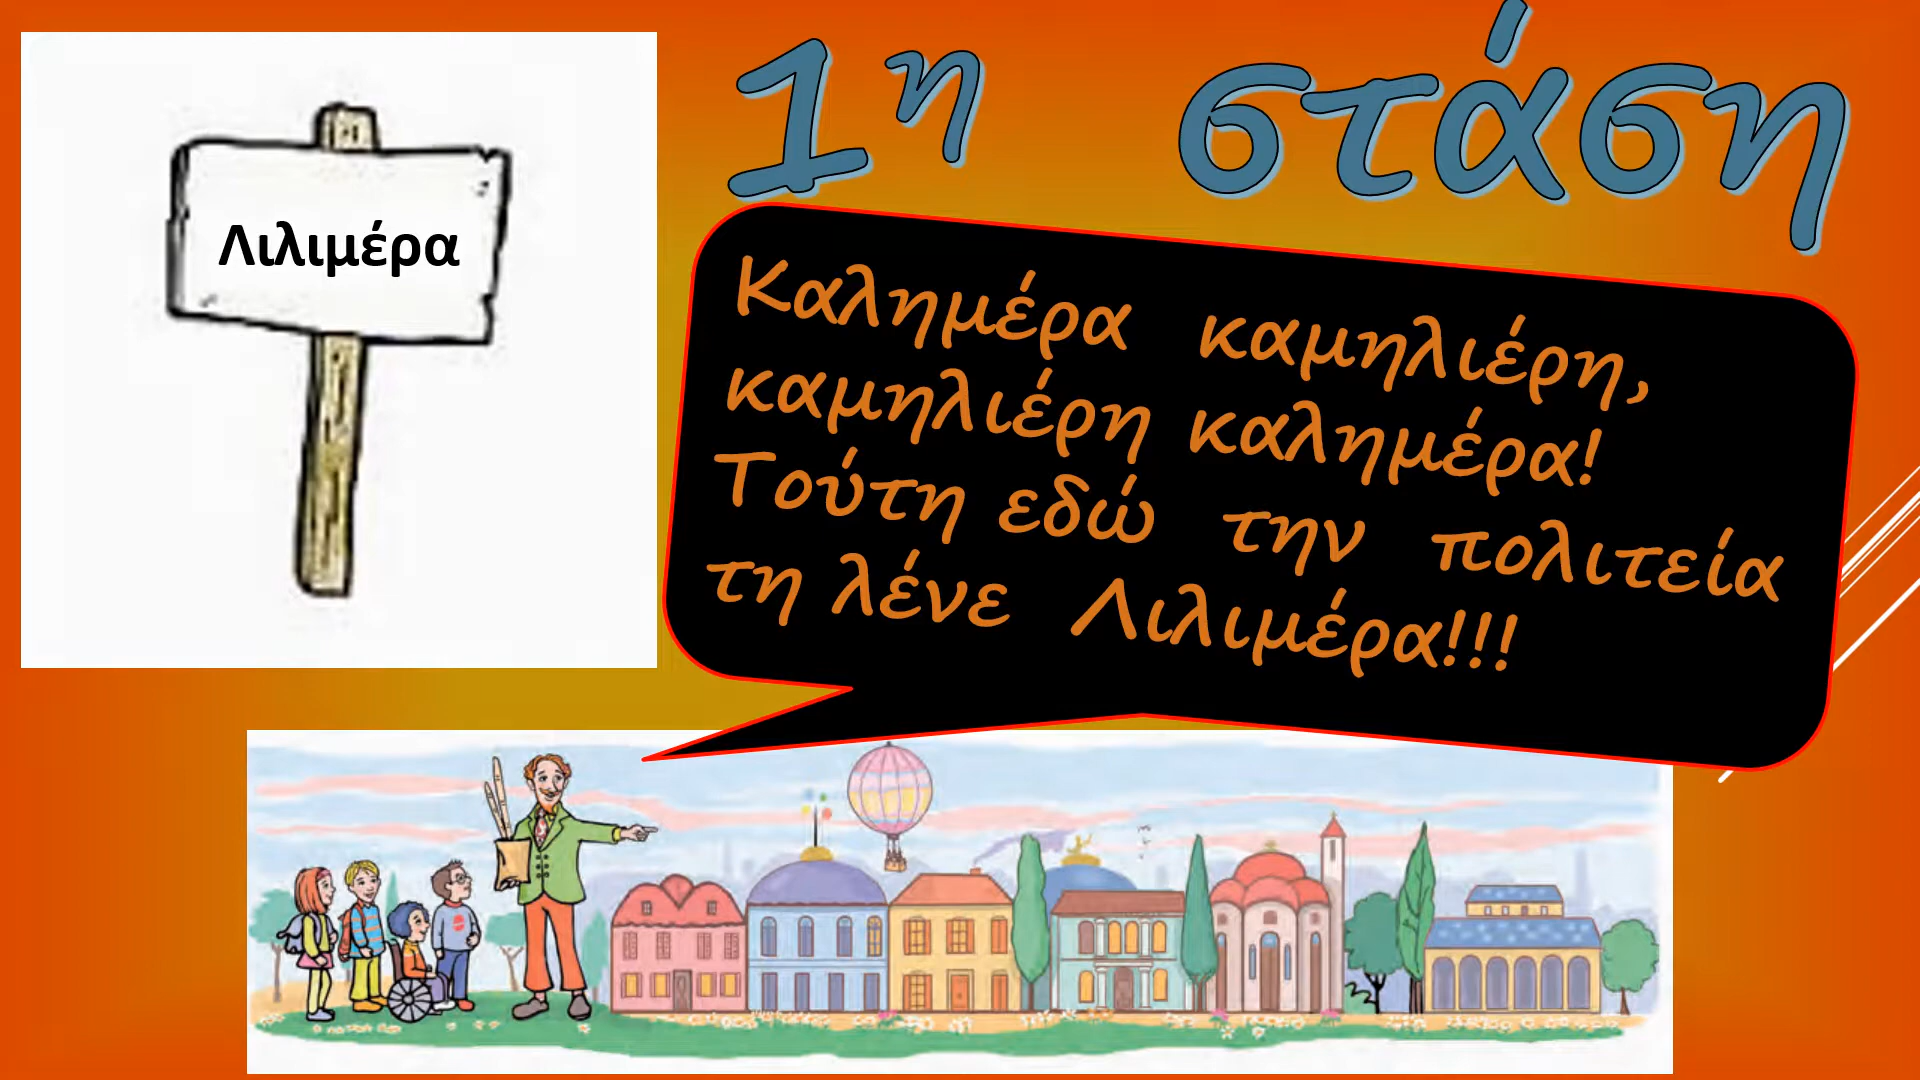 1η στάση
Λιλιμέρα
Καλημέρα καμηλιέρη,
καμηλιέρη καλημέρα!
Τούτη εδώ την πολιτεία
τη λένε Λιλιμέρα!!!